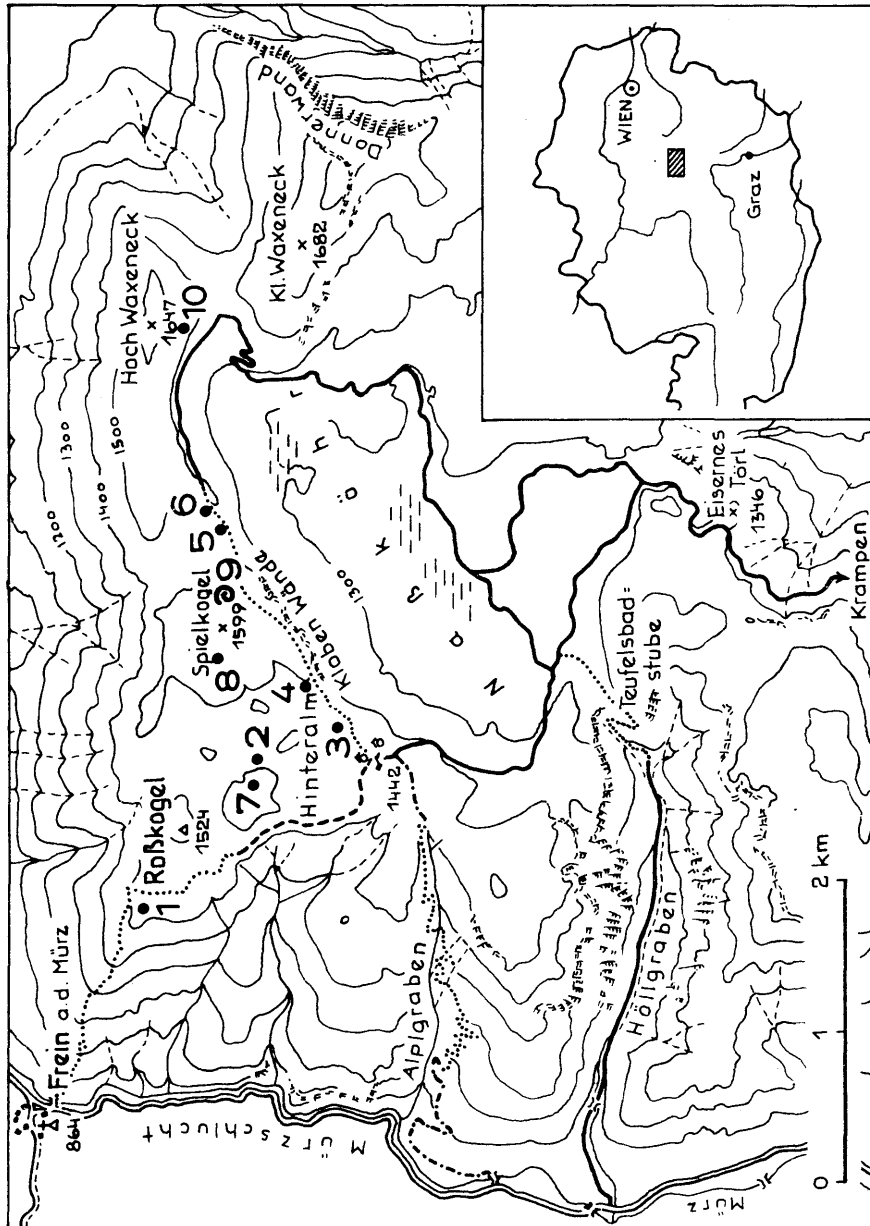 Frein a.d. Mürz
864
Mürzschlucht
Mürz
1
Roßkogel
1524
7
2
Hinteralm
3
4
1442
8
Spielkogel
1599
9
5
6
Kloben Wände
Hoch Waxeneck
1647
10
Kl. Waxeneck
1682
Donnerwand
1200
1300
1400
1500
1300
Naßköhr
Alplgraben
Höllgraben
Teufelsbad=
stube
Eisernes
(x) Törl
1346
Krampen
0 1 2 km
WIEN
Graz